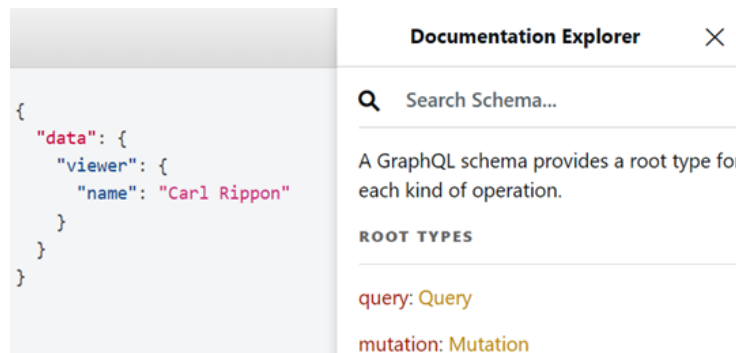 {
"data": {
"viewer": {
"name": "Carl Rippon"
}
}
}
Documentation Explorer
Search Schema...
A GraphQL schema provides a root type for
each kind of operation.
ROOT TYPES
query: Query
mutation: Mutation